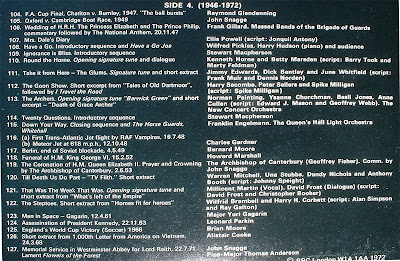 SIDE 4. (1946-1972)
104. F.A. Cup Final, Charlton v. Burnley, 1947. "The ball bursts" Raymond Glendenning
105. Oxford v. Cambridge Boat Race, 1949 John Snagge
106. Wedding of H.R.H. The Princess Elizabeth and The Prince Philip, Frank Gillard. Massed Bands of the Brigade of Guards
commentary followed by The National Anthem. 20.11.47
107. Mrs. Dale's Diary Ellis Powell (script: Jonquil Antony)
108. Have a Go. Introductory sequence and Have a Go Joe Wilfred Pickles, Harry Hudson (piano) and audience
109. Ignorance is Bliss. Introductory sequence Stewart Macpherson
110. Round the Horne. Opening signature tune and dialogue Kenneth Horne and Betty Marsden (script: Barry Took and
Marty Feldman)
111. Take it from Here – The Glums. Signature tune and short extract Jimmy Edwards, Dick Bentley and June Whitfield (script:
Frank Muir and Dennis Norden)
112. The Goon Show. Short extract from "Tales of Old Dartmoor", Harry Secombe, Peter Sellers and Spike Milligan
followed by I Travel the Road (script: Spike Milligan)
113. The Archers. Opening signature tune "Barwick Green" and short Gwen Berryman, Ysanne Churchman, Basil Jones, Anne
excerpt – "Death of Grace Archer" Cullen (script: Edward J. Mason and Geoffrey Webb). The
New Concert Orchestra
114. Twenty Questions. Introductory sequence Stewart Macpherson
115. Down Your Way. Closing sequence and The Horse Guards, Franklin Engelmann. The Queen's Hall Light Orchestra
Whitehall
116. (a) First Trans-Atlantic Jet flight by RAF Vampires, 16.7.48
(b) Meteor Jet at 618 m.p.h., 12.10.48 Charles Gardner
117. Berlin, end of Soviet blockade, 4.5.49 Bernard Moore
118. Funeral of H.M. King George VI, 15.2.52 Howard Marshall
119. The Coronation of H.M. Queen Elizabeth II. Prayer and Crowning The Archbishop of Canterbury (Geoffrey Fisher). Comm. by
by The Archbishop of Canterbury, 2.6.53 John Snagge
120. Till Death Us Do Part – "TV Fish". Short extract Warren Mitchell, Una Stubbs, Dandy Nichols and Anthony
Booth (script: Johnny Speight)
121. That Was The Week That Was. Opening signature tune and Millicent Martin (vocal). David Frost (Dialogue) (script:
short extract from "What's left of the Empire" David Frost and Christopher Booker)
122. The Steptoes. Short extract from "Homes fit for heroes" Wilfrid Brambell and Harry H. Corbett (script: Alan Simpson
and Ray Galton)
123. Men in Space – Gagarin, 12.4.61 Major Yuri Gagarin
124. Assassination of President Kennedy, 22.11.63 Leonard Parkin
125. England's World Cup Victory (Soccer) 1966 Brian Moore
126. Short extract from 1,000th Letter from America on Vietnam, Alistair Cooke
24.3.68
127. Memorial Service in Westminster Abbey for Lord Reith, 22.7.71 John Snagge
Lament Flowers of the Forest Pipe-Major Thomas Anderson
© BBC London W1A 1AA 1972